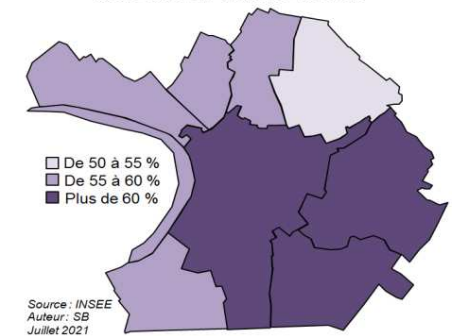 De 50 à 55 %
De 55 à 60 %
Plus de 60 %
Source : INSEE
Auteur : SB
Juillet 2021